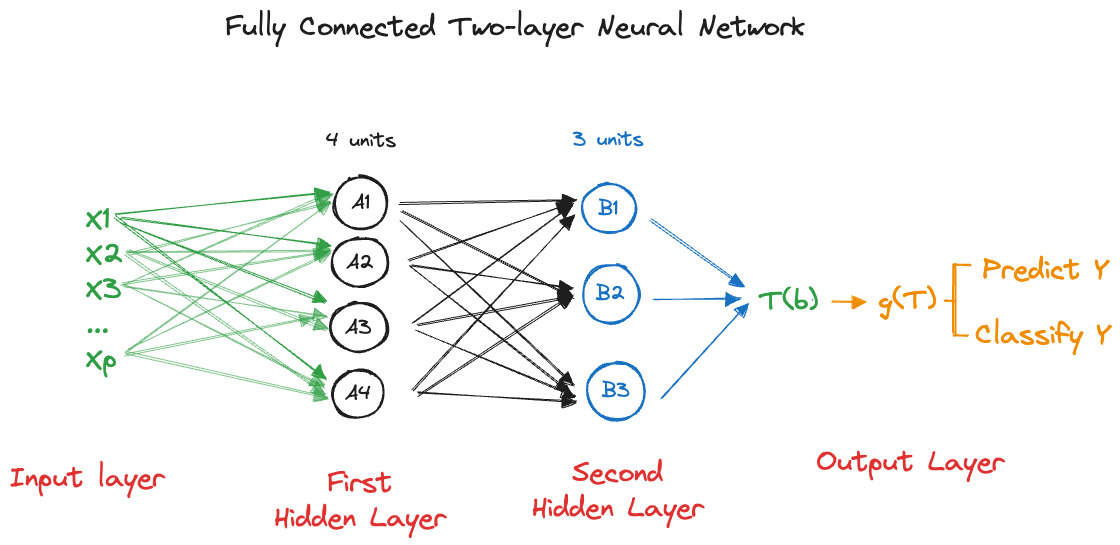 Fully Connected Two-layer Neural Network
4 units
3 units
X1
X2
X3
...
Xp
A1
A2
A3
A4
B1
B2
B3
T(b)
g(T)
Predict Y
Classify Y
Input layer
First
Hidden Layer
Second
Hidden Layer
Output Layer